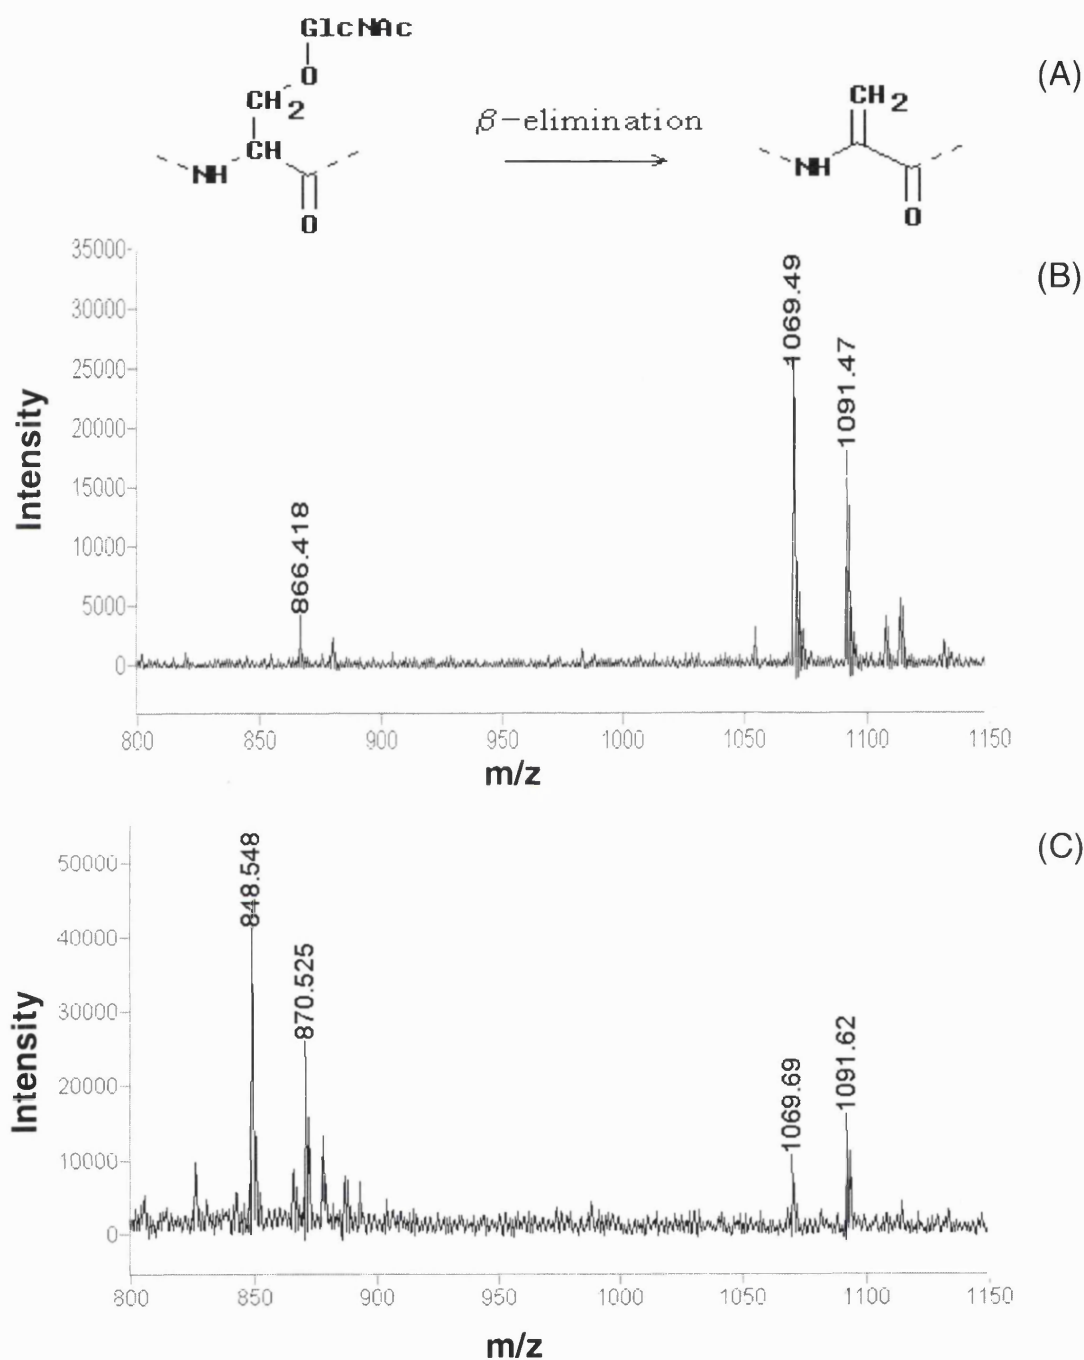 GlcNAc
O
CH2
CH
NH
O
β-elimination
CH2
NH
O
(A)
(B)
35000
30000
25000
20000
15000
10000
5000
0
Intensity
866.418
1069.49
1091.47
800 850 900 950 1000 1050 1100 1150
m/z
(C)
50000
40000
30000
20000
10000
0
Intensity
848.548
870.525
1069.69
1091.62
800 850 900 950 1000 1050 1100 1150
m/z